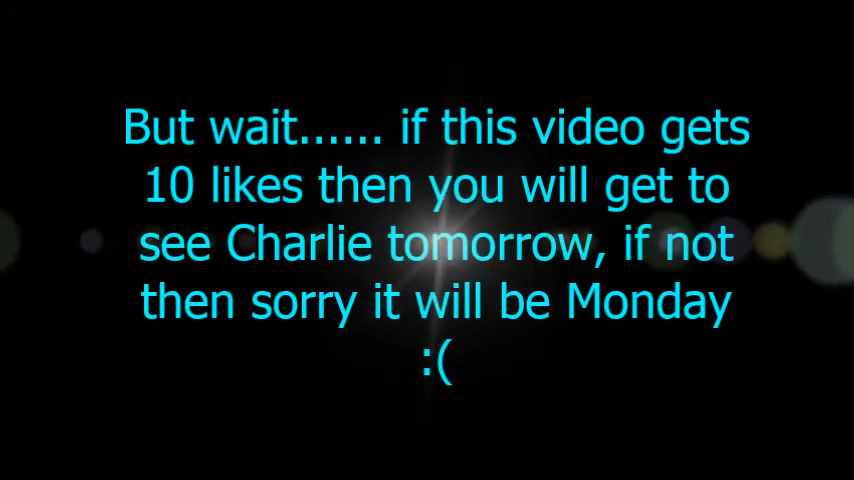 But wait...... if this video gets
10 likes then you will get to
see Charlie tomorrow, if not
then sorry it will be Monday
:(